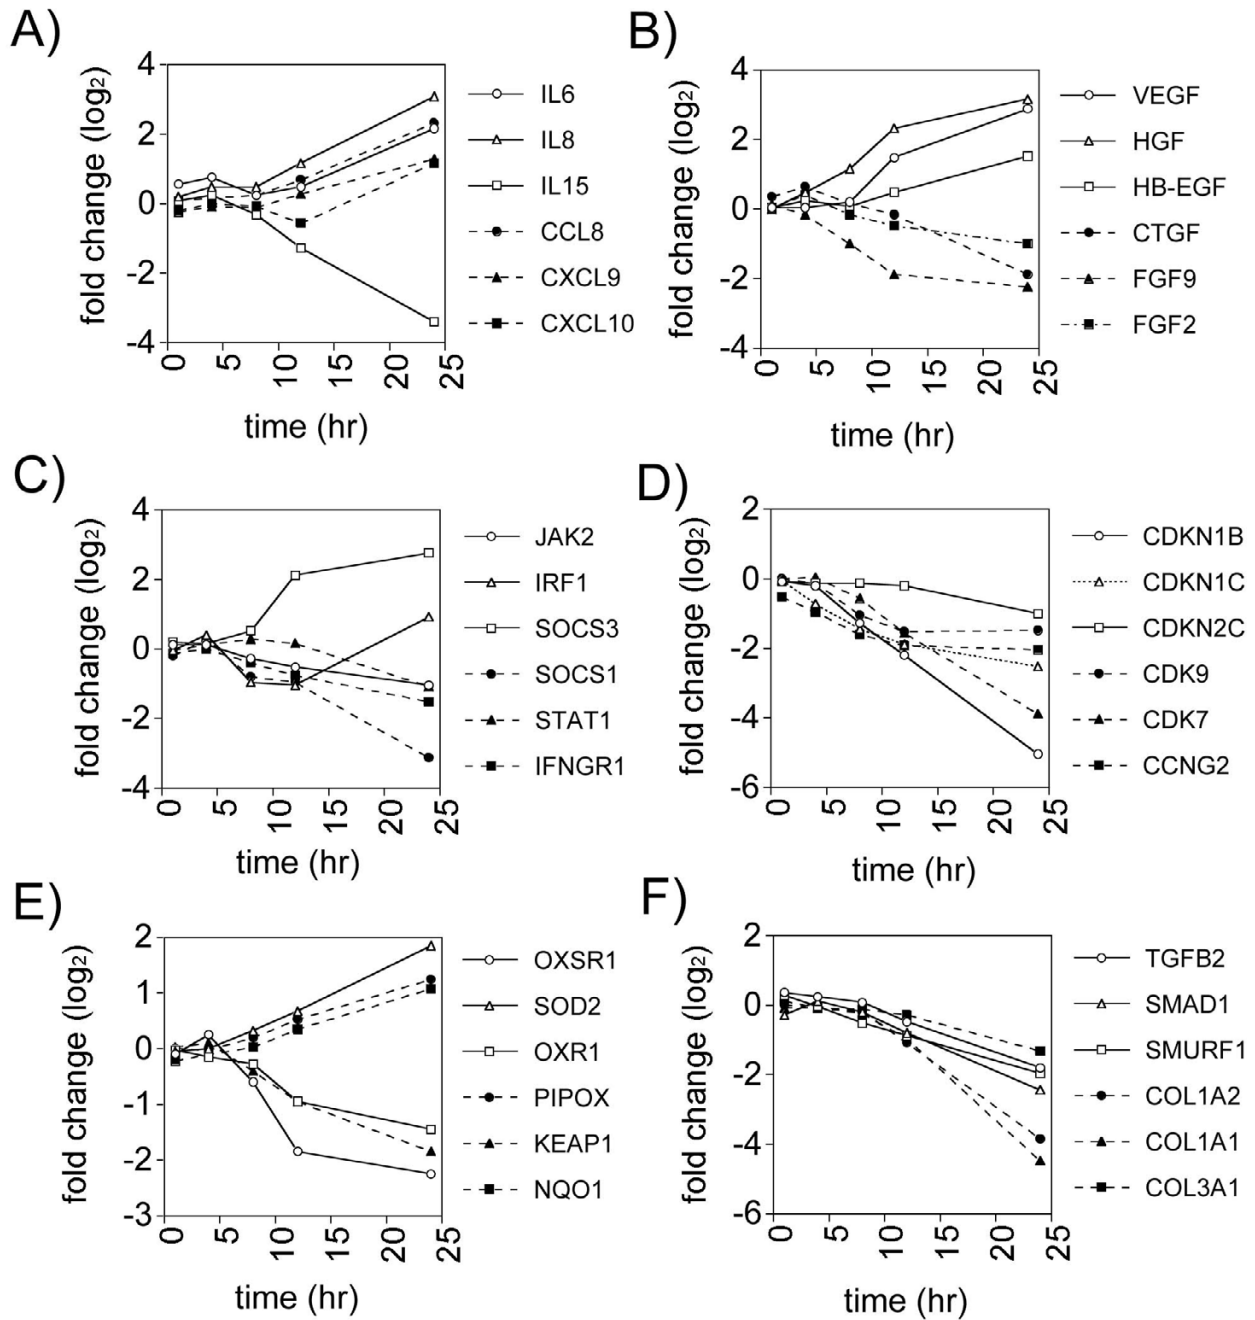 A)
fold change (log2)
4
2
0
-2
-4
0 5 10 15 20 25
time (hr)
IL6
IL8
IL15
CCL8
CXCL9
CXCL10
B)
fold change (log2)
4
2
0
-2
-4
0 5 10 15 20 25
time (hr)
VEGF
HGF
HB-EGF
CTGF
FGF9
FGF2
C)
fold change (log2)
4
2
0
-2
-4
0 5 10 15 20 25
time (hr)
JAK2
IRF1
SOCS3
SOCS1
STAT1
IFNGR1
D)
fold change (log2)
2
0
-2
-4
-6
0 5 10 15 20 25
time (hr)
CDKN1B
CDKN1C
CDKN2C
CDK9
CDK7
CCNG2
E)
fold change (log2)
2
1
0
-1
-2
-3
0 5 10 15 20 25
time (hr)
OXSR1
SOD2
OXR1
PIPOX
KEAP1
NQO1
F)
fold change (log2)
2
0
-2
-4
-6
0 5 10 15 20 25
time (hr)
TGFB2
SMAD1
SMURF1
COL1A2
COL1A1
COL3A1